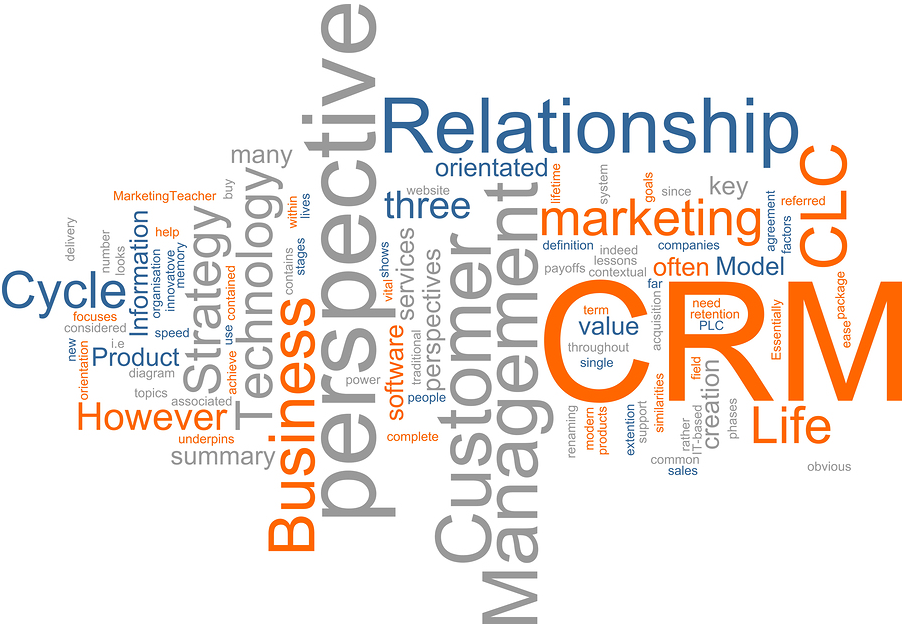 perspective
Relationship
orientated
many
MarketingTeacher
buy
within
lives
website
three
lifetime
system
goals
since
key
agreement
referred
factors
CLC
marketing
delivery
number
looks
Information
help
organisation
innovatove
memory
Strategy
Technology
contains
stages
shows
vital
services
perspectives
Customer
Management
definition
indeed
companies
lessons
payoffs
contextual
often
Model
far
Cycle
focuses
considered
contained
use
speed
i.e
new
orientation
Product
diagram
achieve
topics
associated
However
underpins
summary
Business
power
software
traditional
people
complete
CRM
term
value
throughout
single
acquisition
need
retention
PLC
Essentially
package
ease
field
creation
similarities
renaming
modern
products
extention
support
rather
IT-based
phases
Life
common
sales
obvious